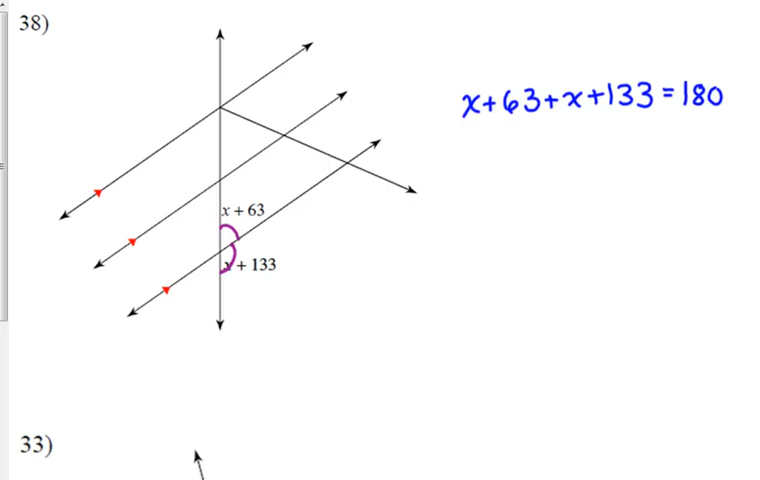 38)
x+63+x+133=180
x + 63
x + 133
33)